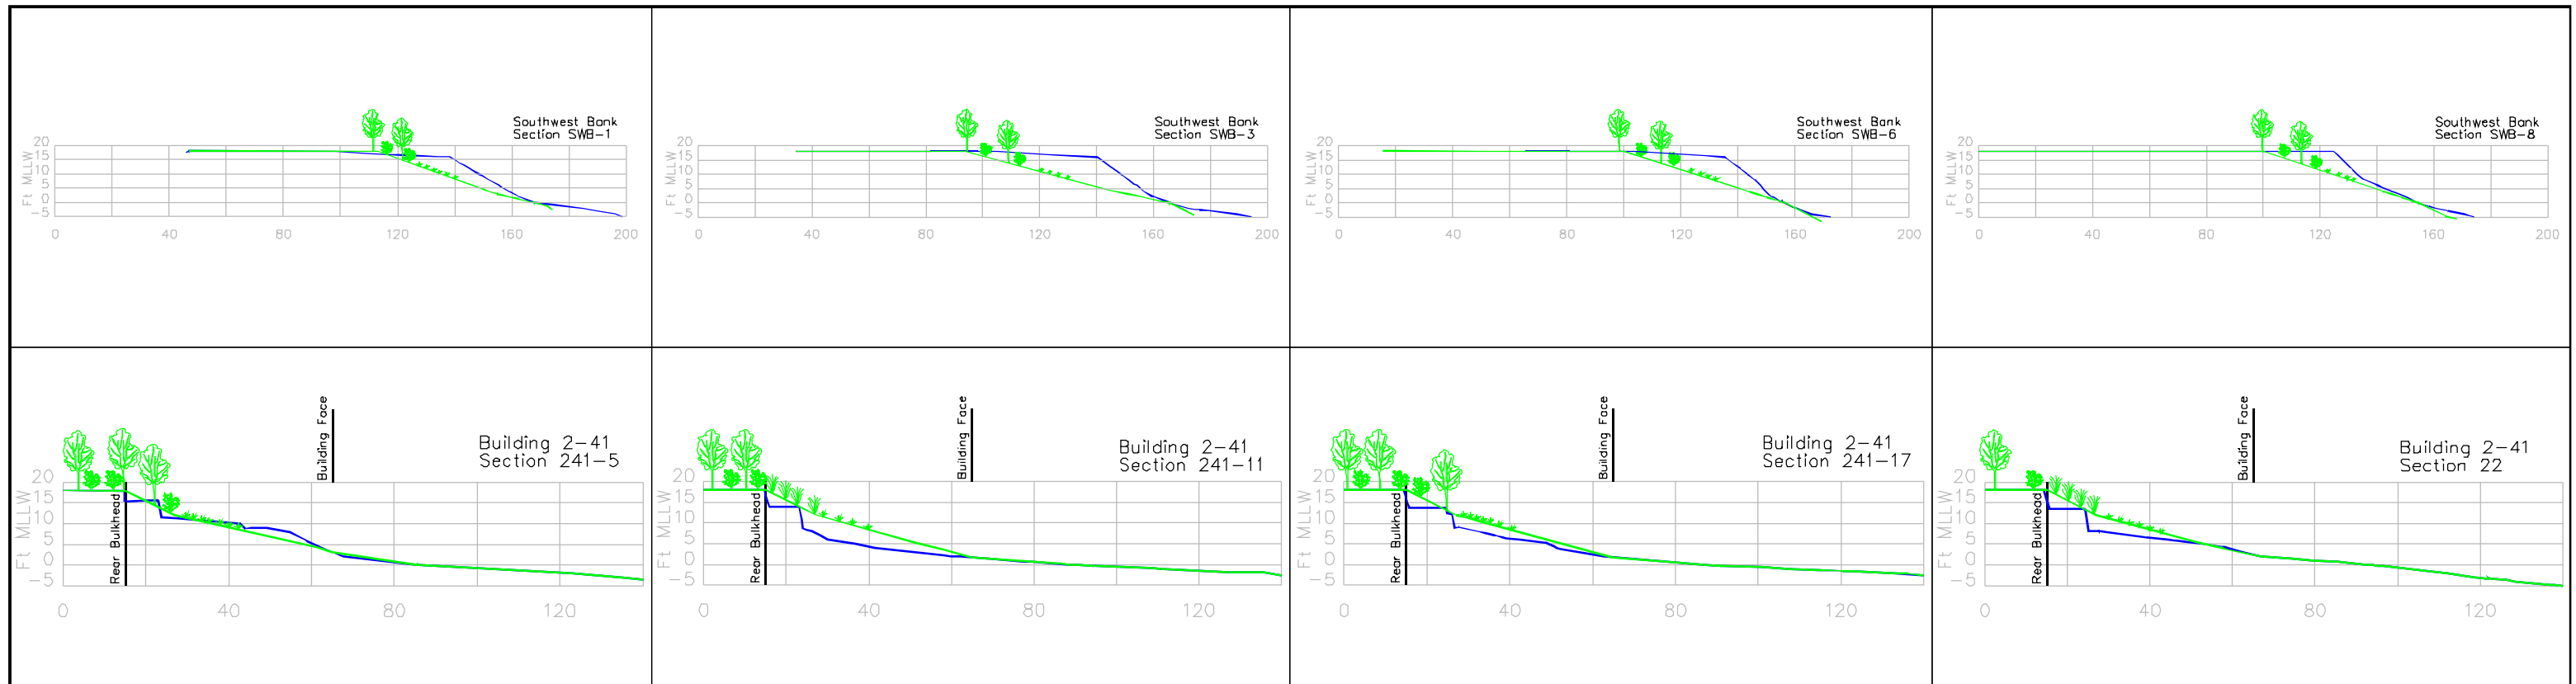 Southwest Bank
Section SWB-1
20
15
10
5
0
-5
Ft MLLW
0
40
80
120
160
200
Southwest Bank
Section SWB-3
20
15
10
5
0
-5
Ft MLLW
0
40
80
120
160
200
Southwest Bank
Section SWB-6
20
15
10
5
0
-5
Ft MLLW
0
40
80
120
160
200
Southwest Bank
Section SWB-8
20
15
10
5
0
-5
Ft MLLW
0
40
80
120
160
200
Building Face
Building 2-41
Section 241-5
20
15
10
5
0
-5
Ft MLLW
Rear Bulkhead
0
40
80
120
Building Face
Building 2-41
Section 241-11
20
15
10
5
0
-5
Ft MLLW
Rear Bulkhead
0
40
80
120
Building Face
Building 2-41
Section 241-17
20
15
10
5
0
-5
Ft MLLW
Rear Bulkhead
0
40
80
120
Building Face
Building 2-41
Section 22
20
15
10
5
0
-5
Ft MLLW
Rear Bulkhead
0
40
80
120